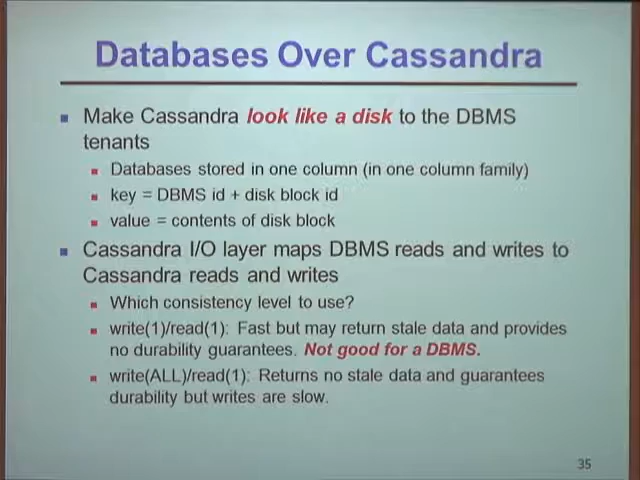 Databases Over Cassandra
Make Cassandra look like a disk to the DBMS
tenants
Databases stored in one column (in one column family)
key = DBMS id + disk block id
value = contents of disk block
Cassandra I/O layer maps DBMS reads and writes to
Cassandra reads and writes
Which consistency level to use?
write(1)/read(1): Fast but may return stale data and provides
no durability guarantees. Not good for a DBMS.
write(ALL)/read(1): Returns no stale data and guarantees
durability but writes are slow.
35